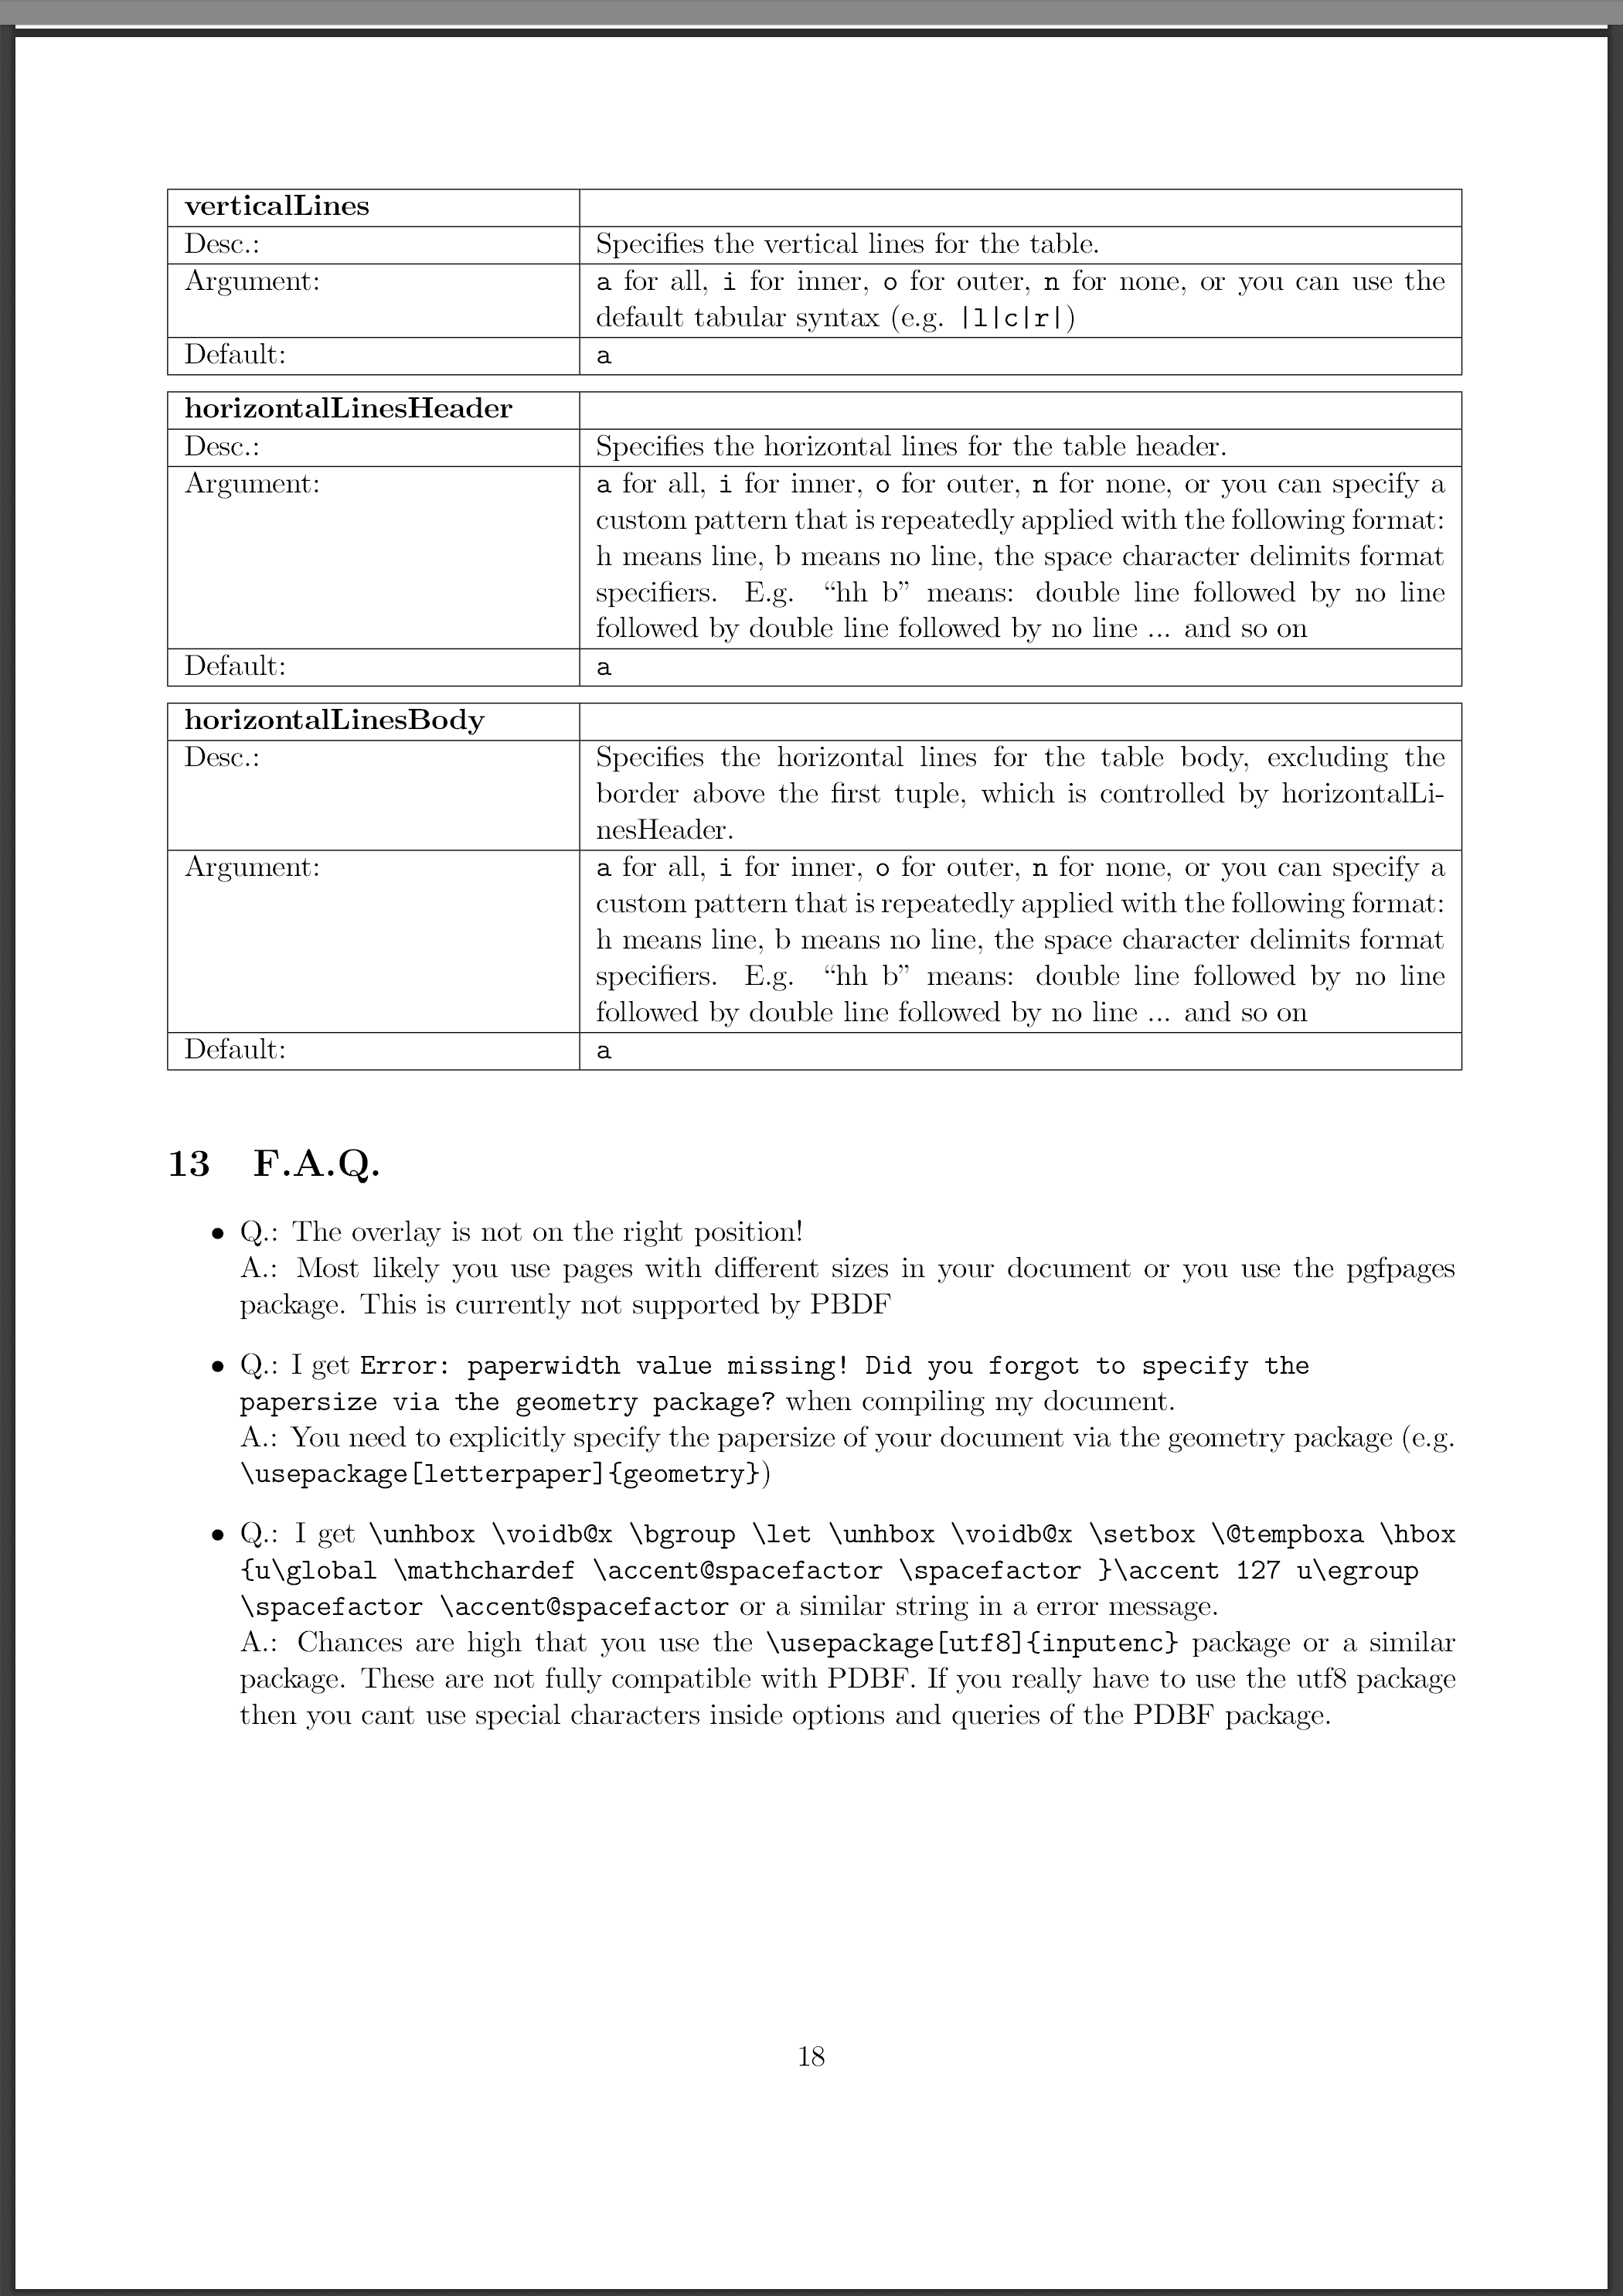 verticalLines
Desc.: Specifies the vertical lines for the table.
Argument: a for all, i for inner, o for outer, n for none, or you can use the
default tabular syntax (e.g. |l|c|r|)
Default: a
horizontalLinesHeader
Desc.: Specifies the horizontal lines for the table header.
Argument: a for all, i for inner, o for outer, n for none, or you can specify a
custom pattern that is repeatedly applied with the following format:
h means line, b means no line, the space character delimits format
specifiers. E.g. “hh b” means: double line followed by no line
followed by double line followed by no line ... and so on
Default: a
horizontalLinesBody
Desc.: Specifies the horizontal lines for the table body, excluding the
border above the first tuple, which is controlled by horizontalLi-
nesHeader.
Argument: a for all, i for inner, o for outer, n for none, or you can specify a
custom pattern that is repeatedly applied with the following format:
h means line, b means no line, the space character delimits format
specifiers. E.g. “hh b” means: double line followed by no line
followed by double line followed by no line ... and so on
Default: a
13 F.A.Q.
• Q.: The overlay is not on the right position!
A.: Most likely you use pages with different sizes in your document or you use the pgfpages
package. This is currently not supported by PBDF
• Q.: I get Error: paperwidth value missing! Did you forgot to specify the
papersize via the geometry package? when compiling my document.
A.: You need to explicitly specify the papersize of your document via the geometry package (e.g.
\usepackage[letterpaper]{geometry})
• Q.: I get \unhbox \voidb@x \bgroup \let \unhbox \voidb@x \setbox \@tempboxa \hbox
{u\global \mathchardef \accent@spacefactor \spacefactor }\accent 127 u\egroup
\spacefactor \accent@spacefactor or a similar string in a error message.
A.: Chances are high that you use the \usepackage[utf8]{inputenc} package or a similar
package. These are not fully compatible with PDBF. If you really have to use the utf8 package
then you cant use special characters inside options and queries of the PDBF package.
18